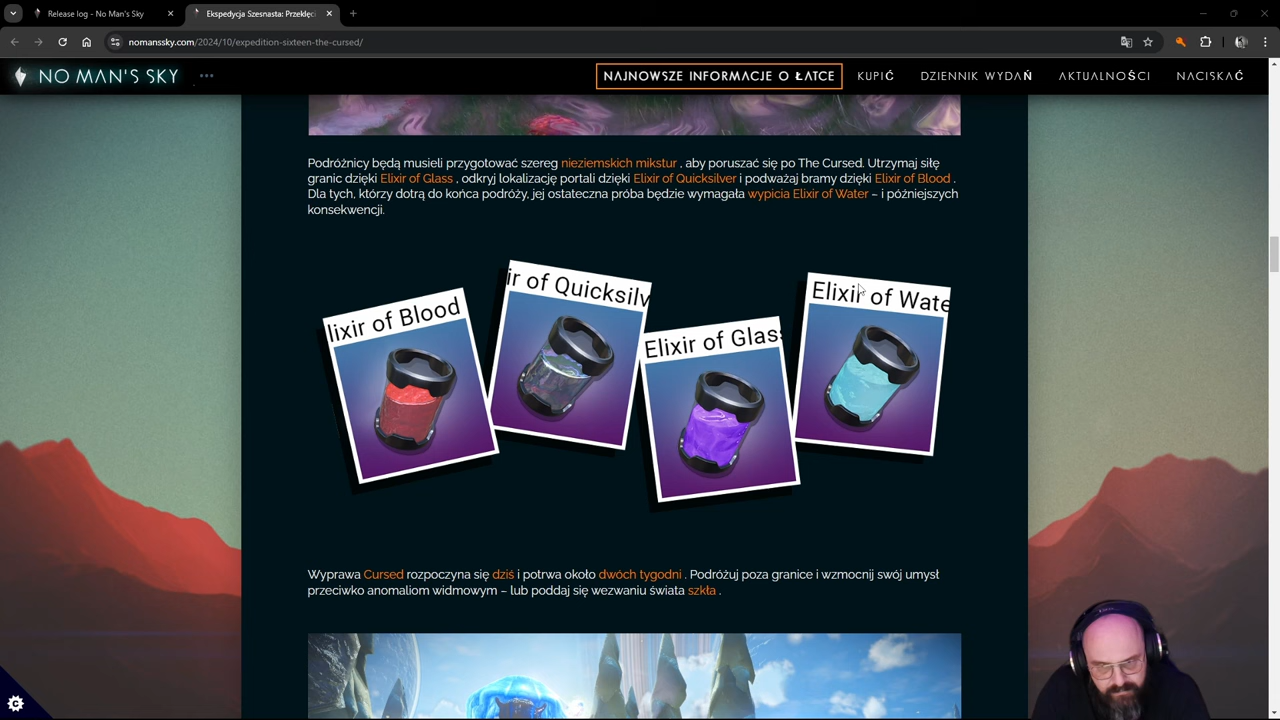 Release log - No Man's Sky
Ekspedycja Szesnasta: Przeklęci
nomanssky.com/2024/10/expedition-sixteen-the-cursed/
NO MAN'S SKY
NAJNOWSZE INFORMACJE O ŁATCE
KUPIĆ
DZIENNIK WYDAŃ
AKTUALNOŚCI
NACISKAĆ
Podróżnicy będą musieli przygotować szereg nieziemskich mikstur , aby poruszać się po The Cursed. Utrzymaj siłę
granic dzięki Elixir of Glass , odkryj lokalizację portali dzięki Elixir of Quicksilver i podważaj bramy dzięki Elixir of Blood .
Dla tych, którzy dotrą do końca podróży, jej ostateczna próba będzie wymagała wypicia Elixir of Water – i późniejszych
konsekwencji.
lixir of Blood
ir of Quicksilv
Elixir of Glass
Elixir of Wate
Wyprawa Cursed rozpoczyna się dziś i potrwa około dwóch tygodni . Podróżuj poza granice i wzmocnij swój umysł
przeciwko anomaliom widmowym – lub poddaj się wezwaniu świata szkła .